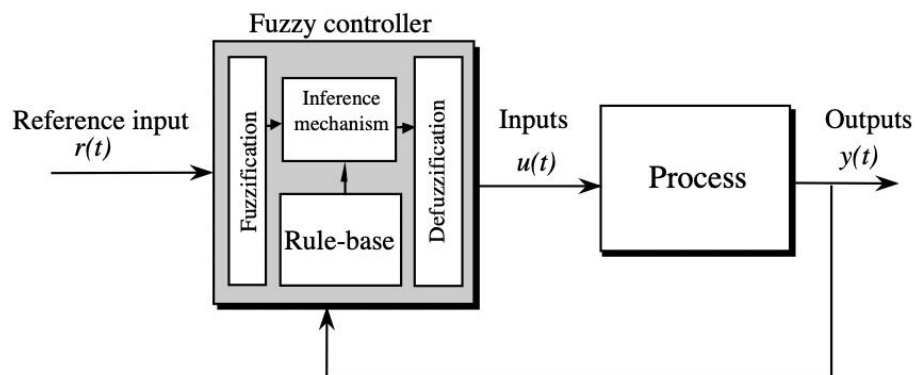 Fuzzy controller
Reference input
r(t)
Fuzzification
Inference
mechanism
Rule-base
Defuzzification
Inputs
u(t)
Process
Outputs
y(t)